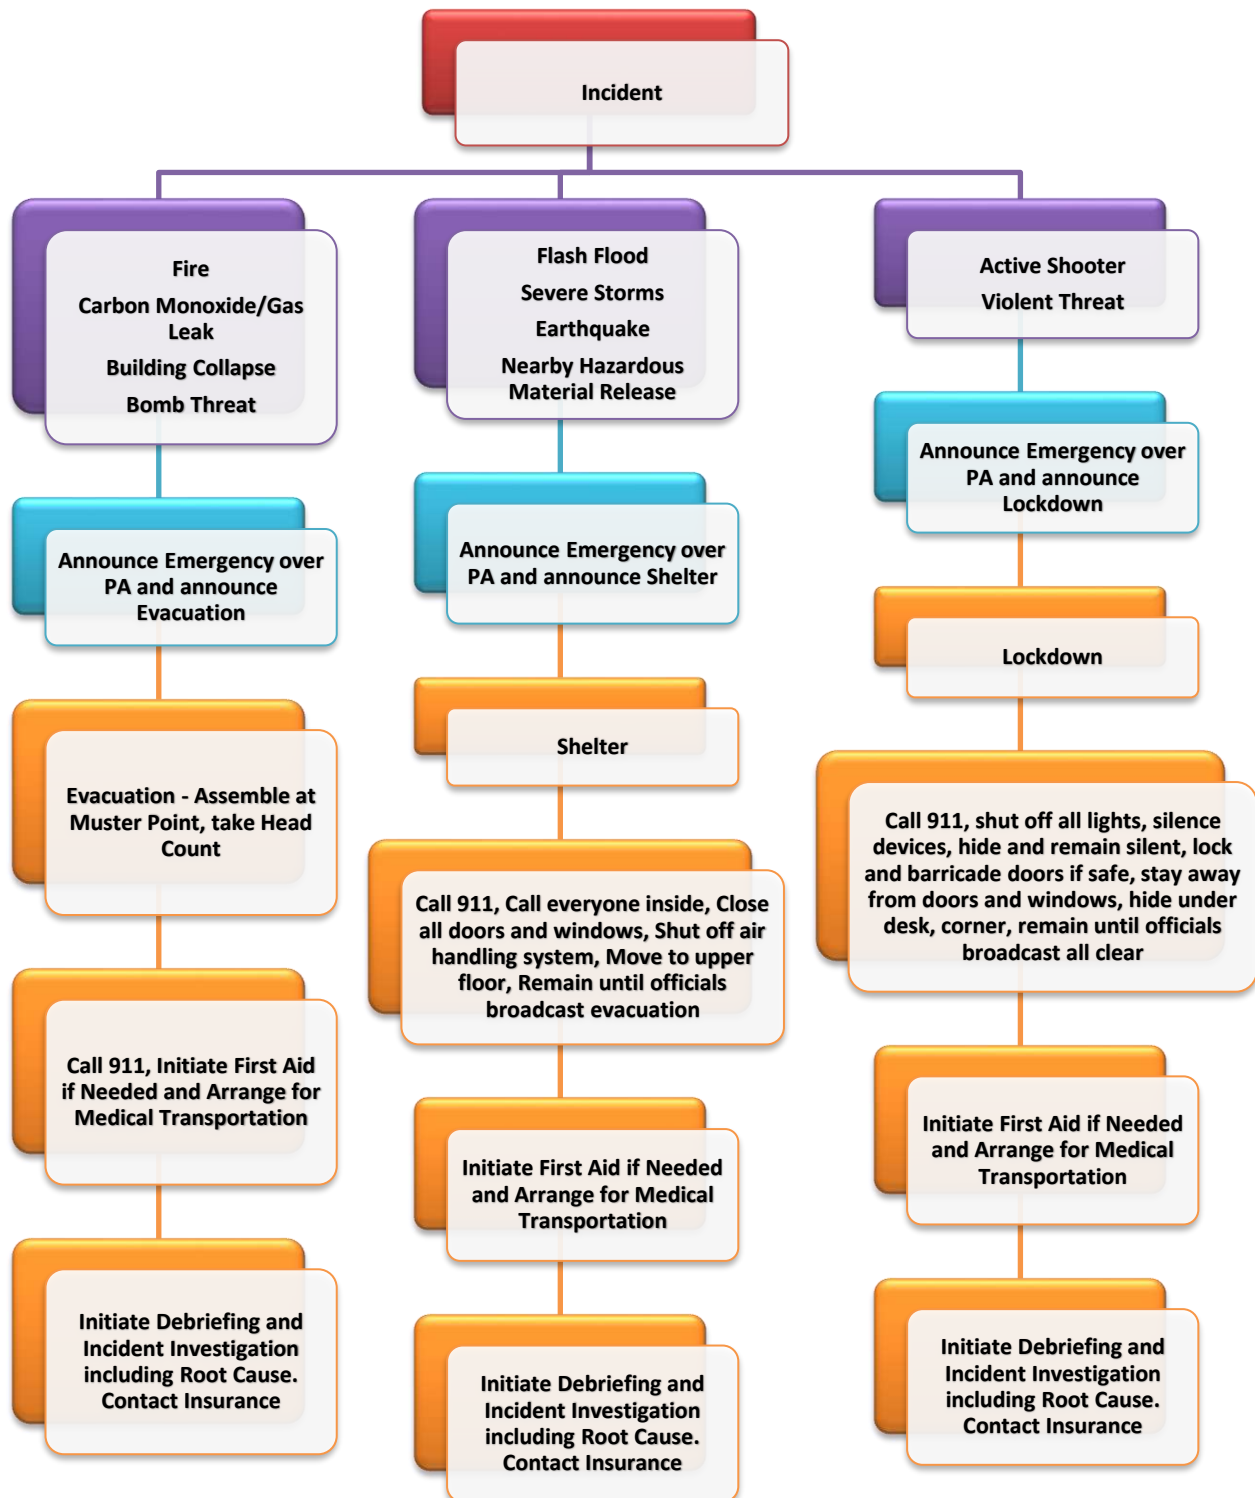 Incident
Fire
Carbon Monoxide/Gas
Leak
Building Collapse
Bomb Threat
Announce Emergency over
PA and announce
Evacuation
Evacuation - Assemble at
Muster Point, take Head
Count
Call 911, Initiate First Aid
if Needed and Arrange for
Medical Transportation
Initiate Debriefing and
Incident Investigation
including Root Cause.
Contact Insurance
Flash Flood
Severe Storms
Earthquake
Nearby Hazardous
Material Release
Announce Emergency over
PA and announce Shelter
Shelter
Call 911, Call everyone inside, Close
all doors and windows, Shut off air
handling system, Move to upper
floor, Remain until officials
broadcast evacuation
Initiate First Aid if Needed
and Arrange for Medical
Transportation
Initiate Debriefing and
Incident Investigation
including Root Cause.
Contact Insurance
Active Shooter
Violent Threat
Announce Emergency over
PA and announce
Lockdown
Lockdown
Call 911, shut off all lights, silence
devices, hide and remain silent, lock
and barricade doors if safe, stay away
from doors and windows, hide under
desk, corner, remain until officials
broadcast all clear
Initiate First Aid if Needed
and Arrange for Medical
Transportation
Initiate Debriefing and
Incident Investigation
including Root Cause.
Contact Insurance